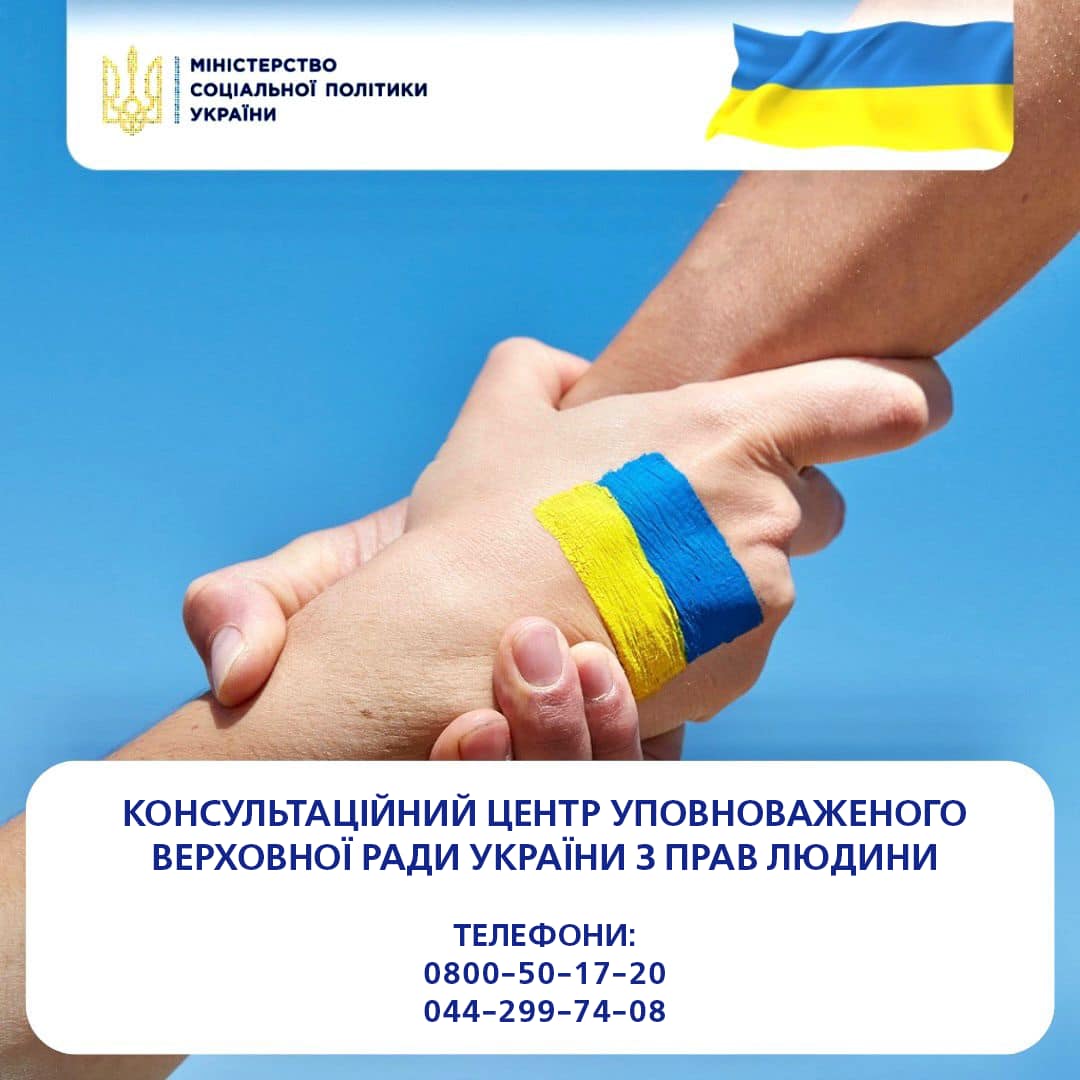 МІНІСТЕРСТВО
СОЦІАЛЬНОЇ ПОЛІТИКИ
УКРАЇНИ
КОНСУЛЬТАЦІЙНИЙ ЦЕНТР УПОВНОВАЖЕНОГО
ВЕРХОВНОЇ РАДИ УКРАЇНИ З ПРАВ ЛЮДИНИ
ТЕЛЕФОНИ:
0800-50-17-20
044-299-74-08